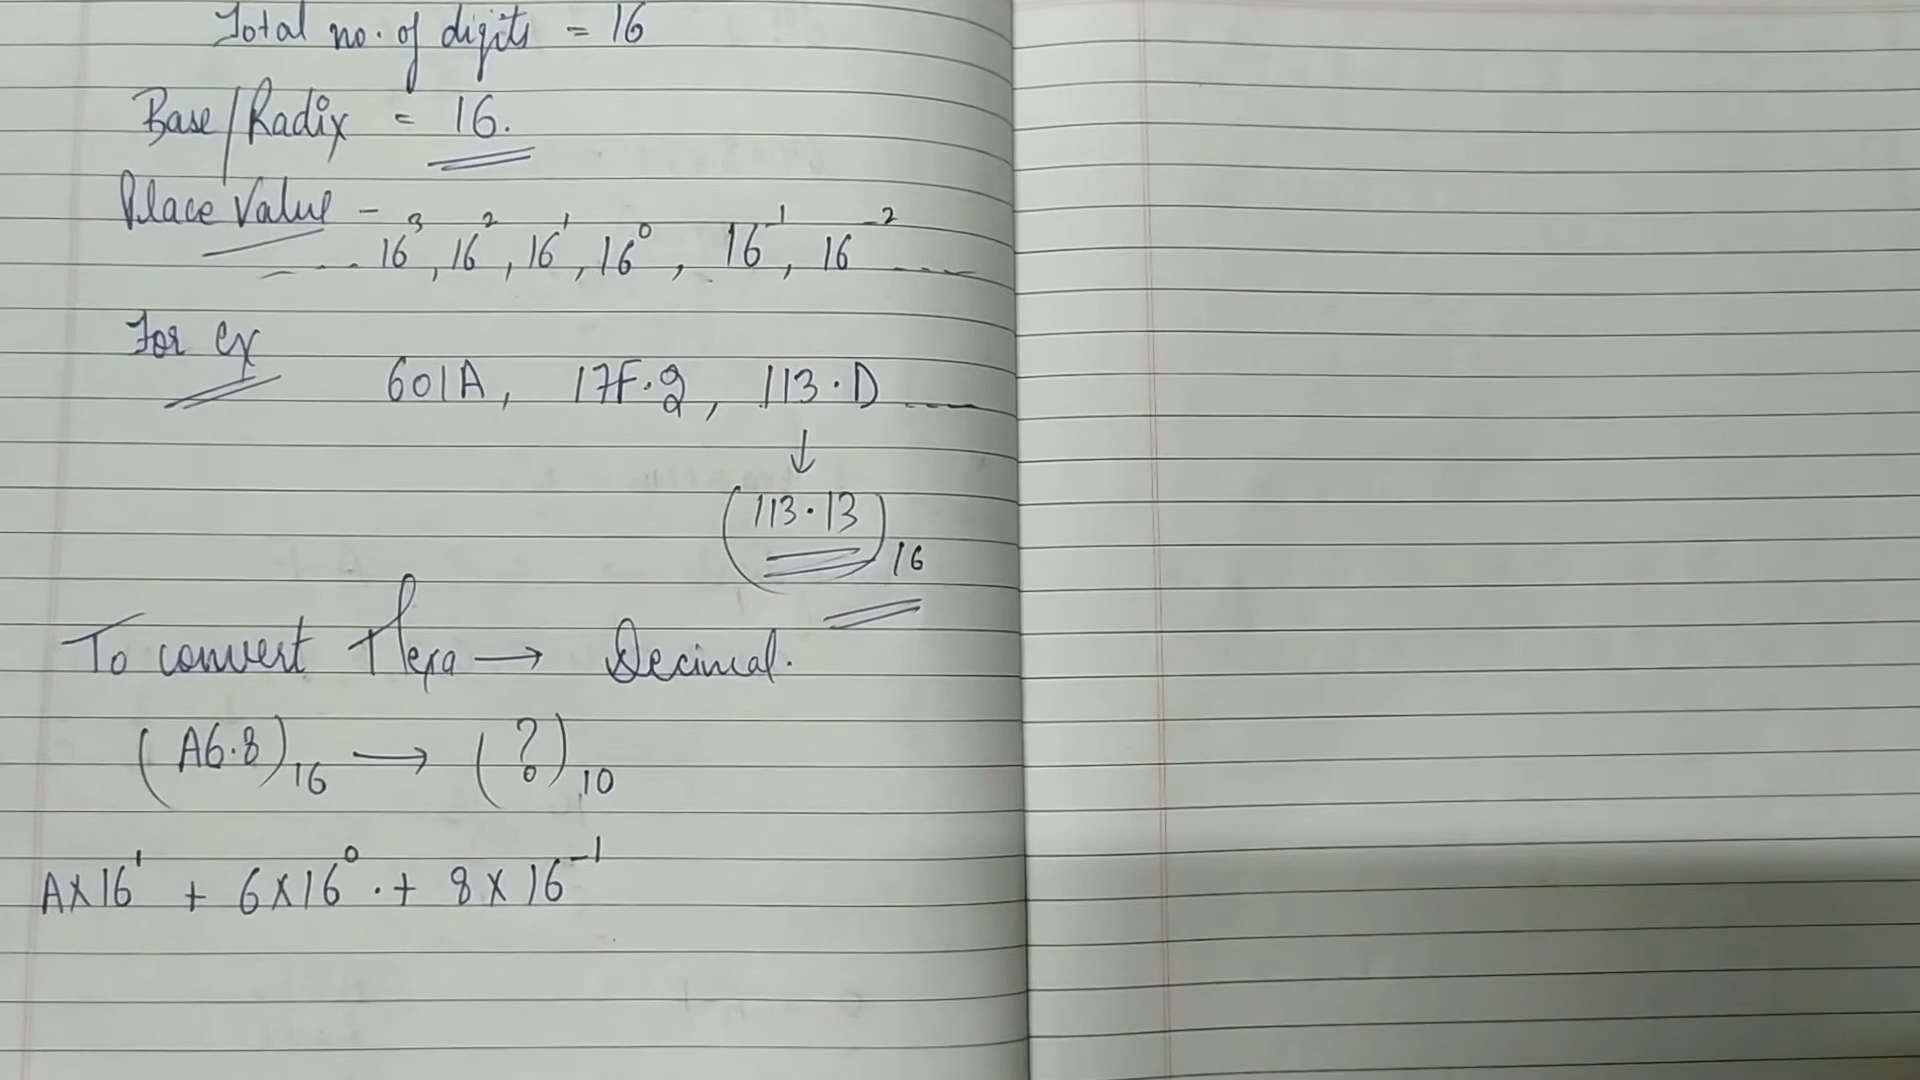 Total no. of digits = 16
Base/Radix = 16.
Place Value -
... 16³, 16², 16¹, 16⁰, 16⁻¹, 16⁻² ....
For ex
601A, 17F.9, 113.D ....
↓
(113.13)₁₆
To convert Hexa → Decimal.
(A6.8)₁₆ → (?)₁₀
A×16¹ + 6×16⁰ . + 8×16⁻¹